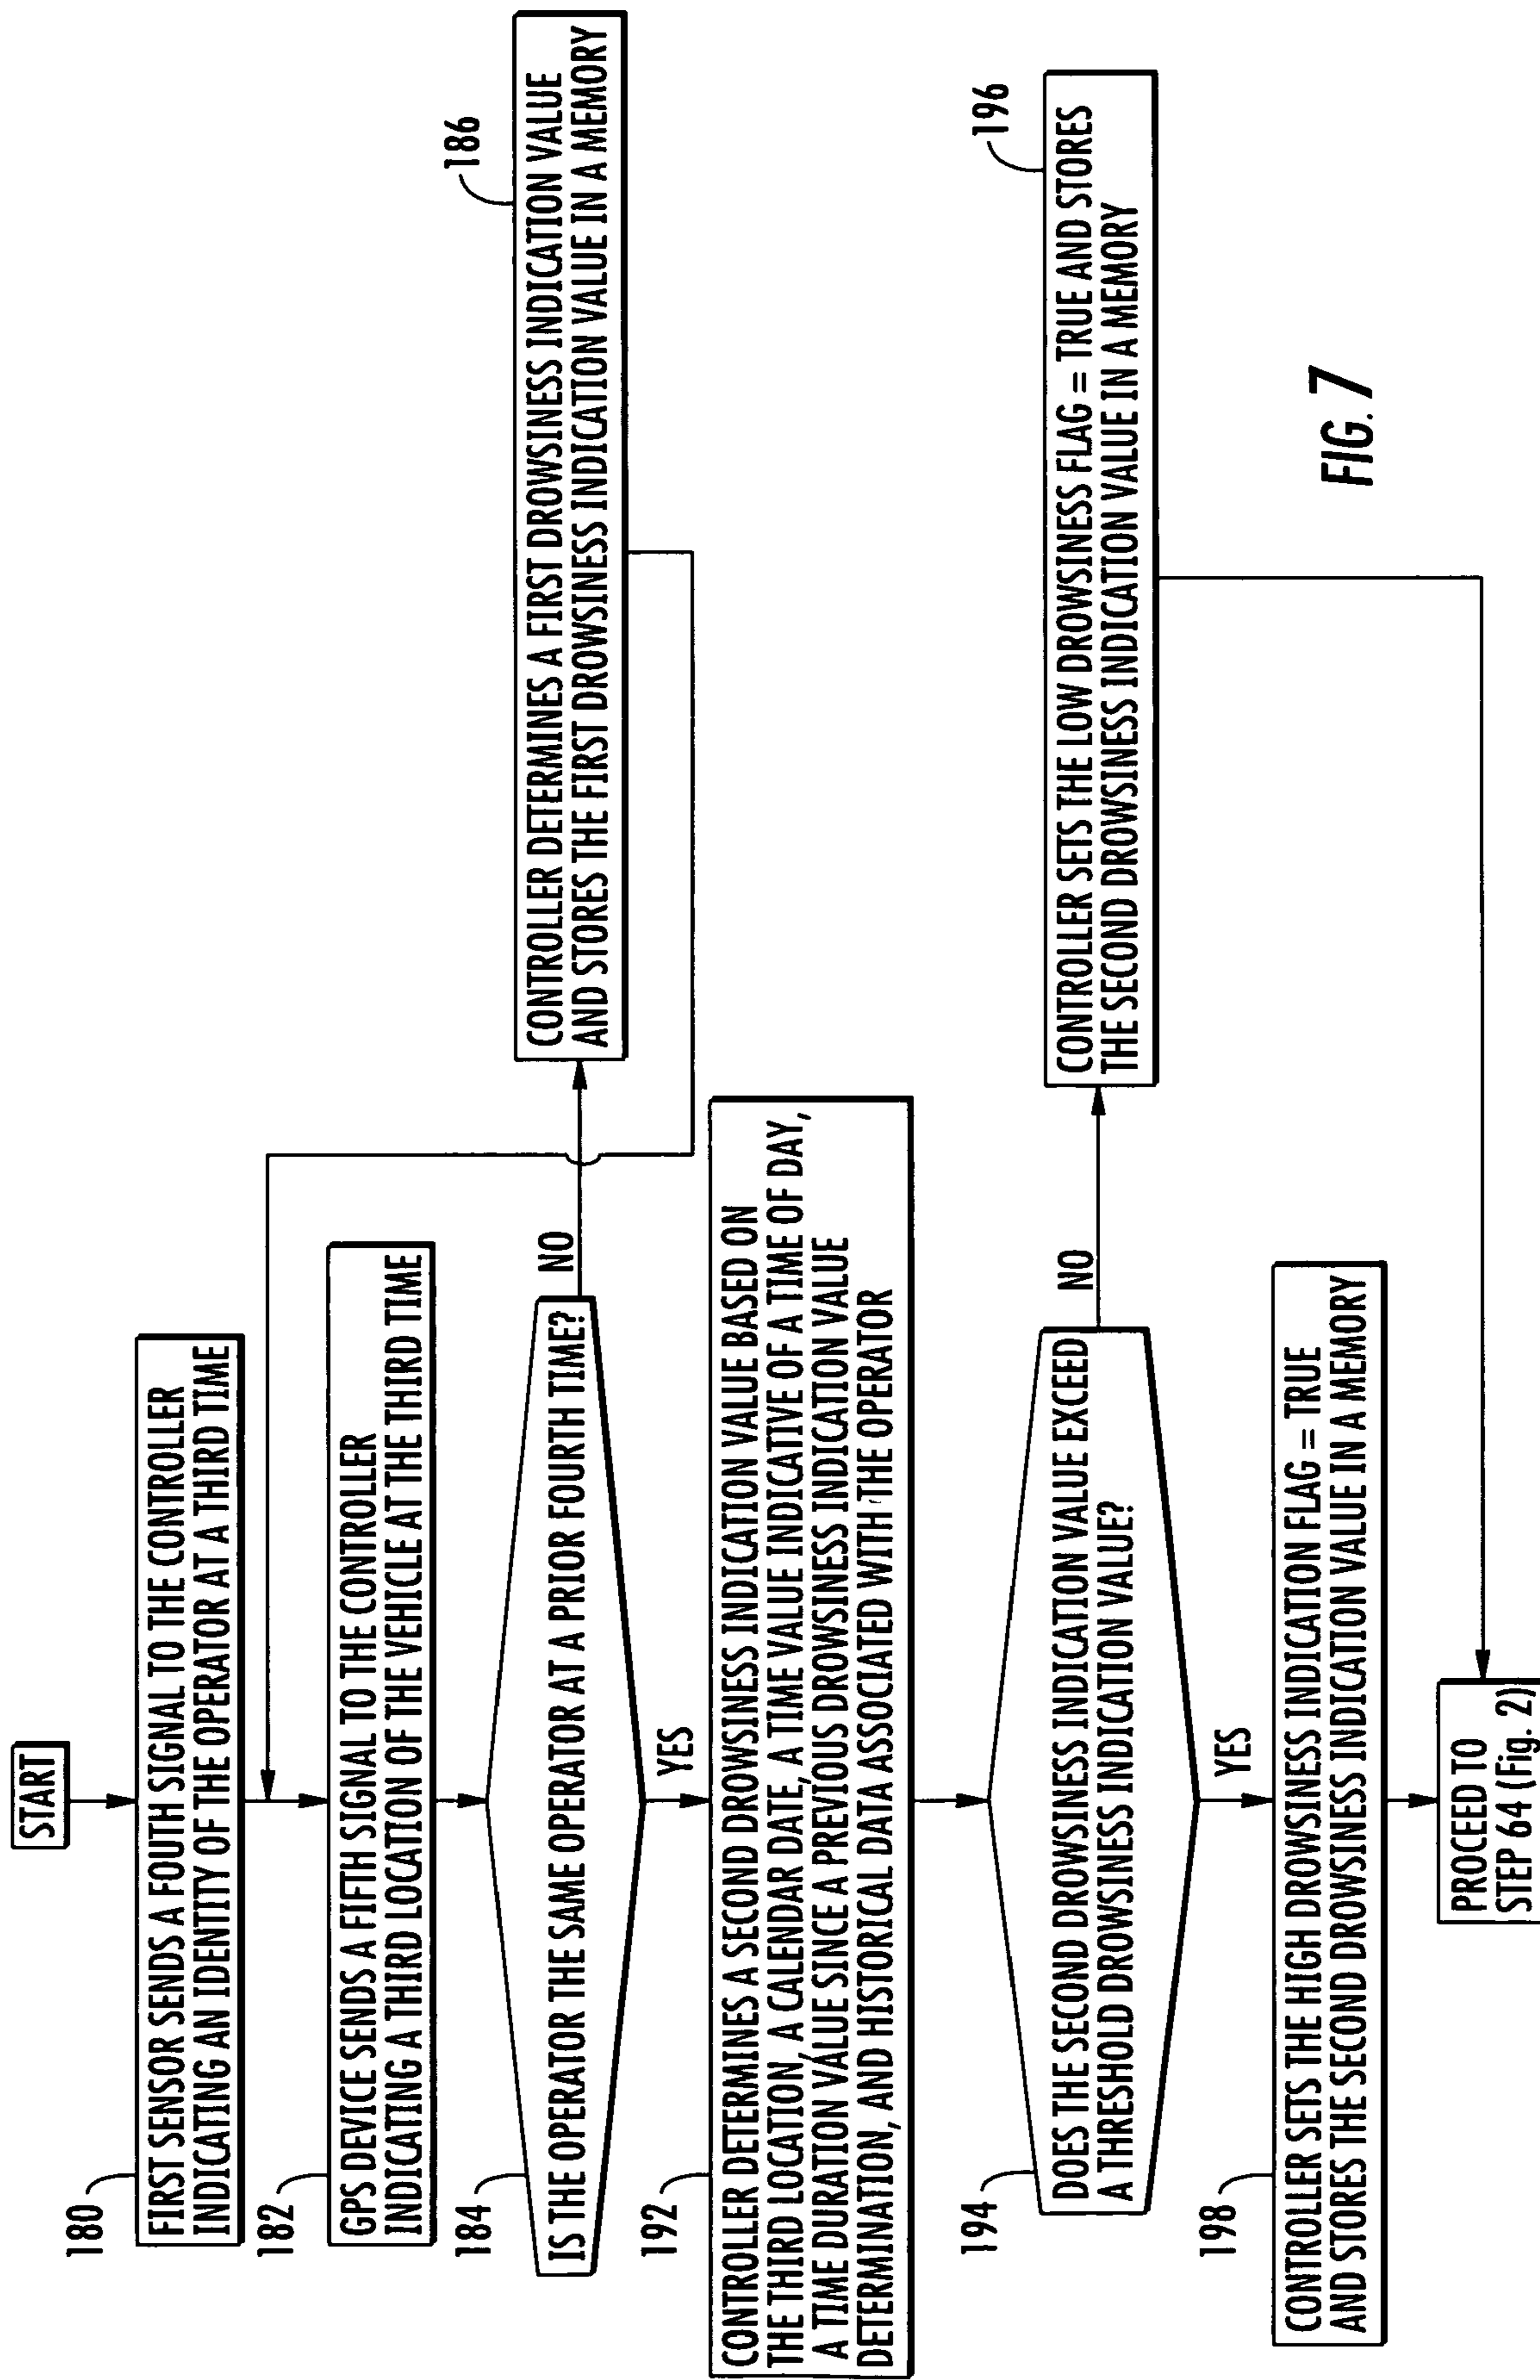 START
180
FIRST SENSOR SENDS A FOUTH SIGNAL TO THE CONTROLLER
INDICATING AN IDENTITY OF THE OPERATOR AT A THIRD TIME
182
GPS DEVICE SENDS A FIFTH SIGNAL TO THE CONTROLLER
INDICATING A THIRD LOCATION OF THE VEHICLE AT THE THIRD TIME
184
IS THE OPERATOR THE SAME OPERATOR AT A PRIOR FOURTH TIME?
NO
186
CONTROLLER DETERMINES A FIRST DROWSINESS INDICATION VALUE
AND STORES THE FIRST DROWSINESS INDICATION VALUE IN A MEMORY
YES
192
CONTROLLER DETERMINES A SECOND DROWSINESS INDICATION VALUE BASED ON
THE THIRD LOCATION, A CALENDAR DATE, A TIME VALUE INDICATIVE OF A TIME OF DAY,
A TIME DURATION VALUE SINCE A PREVIOUS DROWSINESS INDICATION VALUE
DETERMINATION, AND HISTORICAL DATA ASSOCIATED WITH THE OPERATOR
194
DOES THE SECOND DROWSINESS INDICATION VALUE EXCEED
A THRESHOLD DROWSINESS INDICATION VALUE?
NO
196
CONTROLLER SETS THE LOW DROWSINESS FLAG = TRUE AND STORES
THE SECOND DROWSINESS INDICATION VALUE IN A MEMORY
YES
198
CONTROLLER SETS THE HIGH DROWSINESS INDICATION FLAG = TRUE
AND STORES THE SECOND DROWSINESS INDICATION VALUE IN A MEMORY
PROCEED TO
STEP 64 (Fig. 2)
FIG. 7